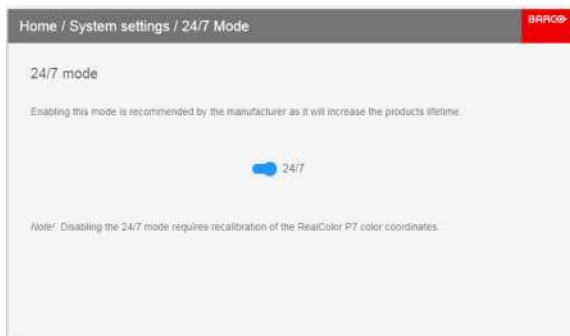 Home / System settings / 24/7 Mode
BARCO
24/7 mode
Enabling this mode is recommended by the manufacturer as it will increase the products lifetime.
24/7
Note! Disabling the 24/7 mode requires recalibration of the RealColor P7 color coordinates.